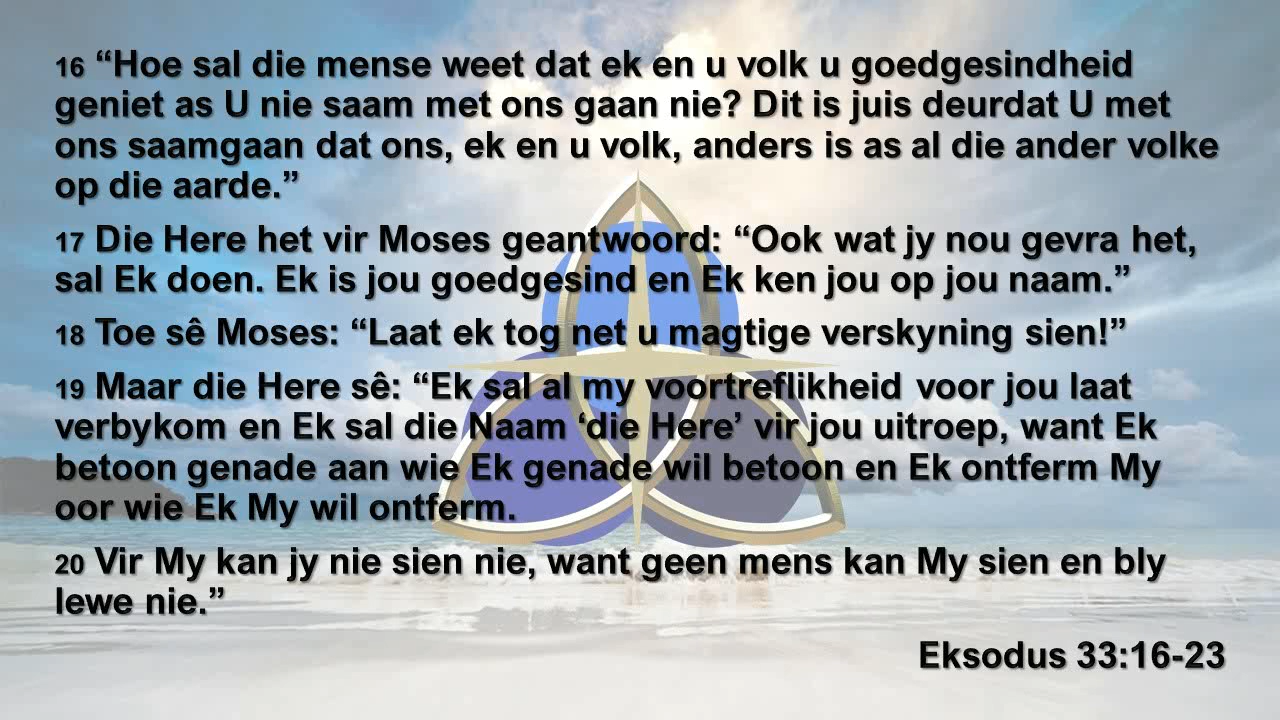 16 “Hoe sal die mense weet dat ek en u volk u goedgesindheid
geniet as U nie saam met ons gaan nie? Dit is juis deurdat U met
ons saamgaan dat ons, ek en u volk, anders is as al die ander volke
op die aarde.”
17 Die Here het vir Moses geantwoord: “Ook wat jy nou gevra het,
sal Ek doen. Ek is jou goedgesind en Ek ken jou op jou naam.”
18 Toe sê Moses: “Laat ek tog net u magtige verskyning sien!”
19 Maar die Here sê: “Ek sal al my voortreflikheid voor jou laat
verbykom en Ek sal die Naam ‘die Here’ vir jou uitroep, want Ek
betoon genade aan wie Ek genade wil betoon en Ek ontferm My
oor wie Ek My wil ontferm.
20 Vir My kan jy nie sien nie, want geen mens kan My sien en bly
lewe nie.”
Eksodus 33:16-23